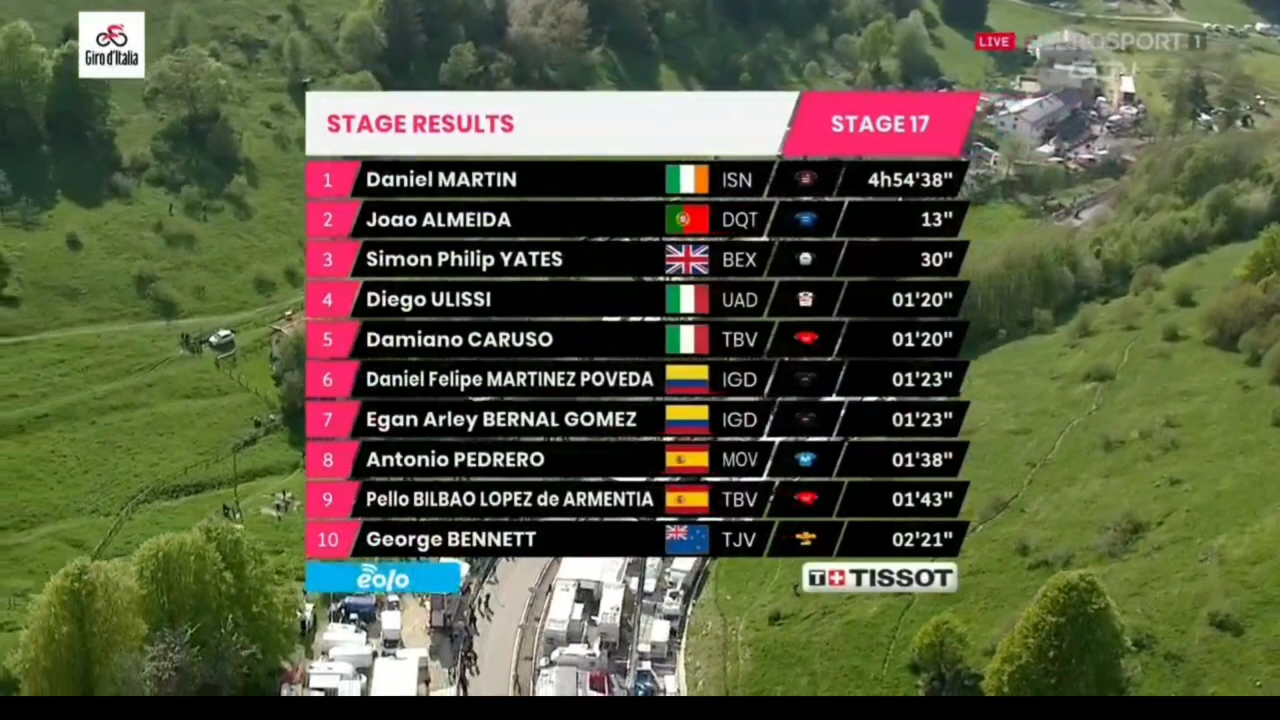 Giro d'Italia
LIVE EUROSPORT 1
STAGE RESULTS STAGE 17
1 Daniel MARTIN ISN 4h54'38"
2 Joao ALMEIDA DQT 13"
3 Simon Philip YATES BEX 30"
4 Diego ULISSI UAD 01'20"
5 Damiano CARUSO TBV 01'20"
6 Daniel Felipe MARTINEZ POVEDA IGD 01'23"
7 Egan Arley BERNAL GOMEZ IGD 01'23"
8 Antonio PEDRERO MOV 01'38"
9 Pello BILBAO LOPEZ de ARMENTIA TBV 01'43"
10 George BENNETT TJV 02'21"
eolo TISSOT